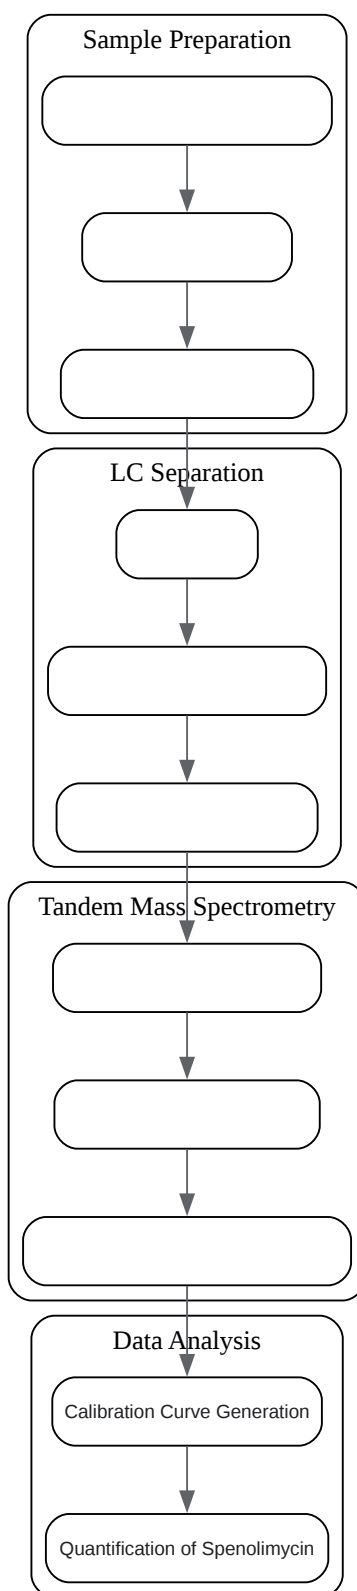 Sample Preparation
LC Separation
Tandem Mass Spectrometry
Data Analysis
Calibration Curve Generation
Quantification of Spenolimycin